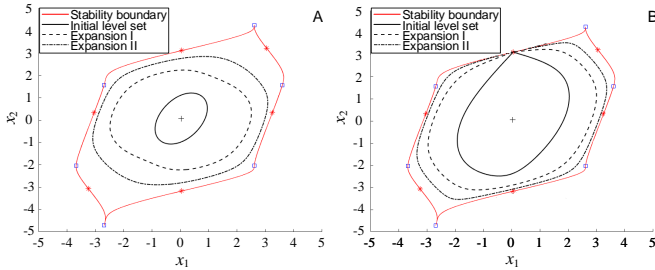 A
Stability boundary
Initial level set
Expansion I
Expansion II
5
4
3
2
1
0
-1
-2
-3
-4
-5
x2
-5 -4 -3 -2 -1 0 1 2 3 4 5
x1
B
Stability boundary
Initial level set
Expansion I
Expansion II
5
4
3
2
1
0
-1
-2
-3
-4
-5
x2
-5 -4 -3 -2 -1 0 1 2 3 4 5
x1